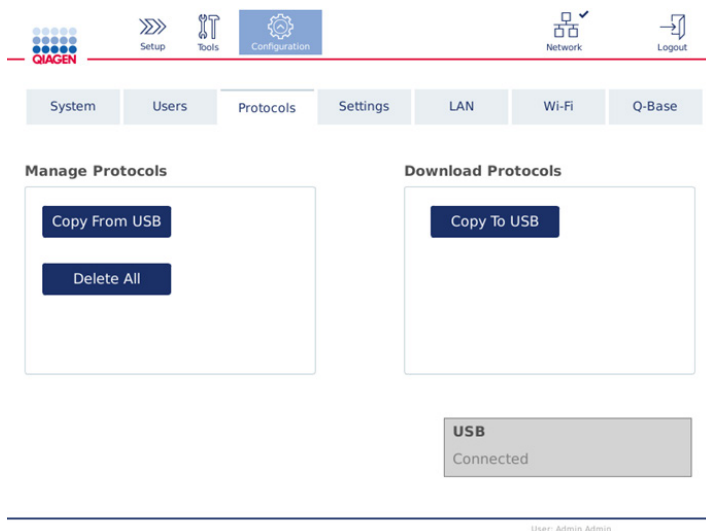 QIAGEN
Setup
Tools
Configuration
Network
Logout
System
Users
Protocols
Settings
LAN
Wi-Fi
Q-Base
Manage Protocols
Download Protocols
Copy From USB
Copy To USB
Delete All
USB
Connected
User: Admin Admin